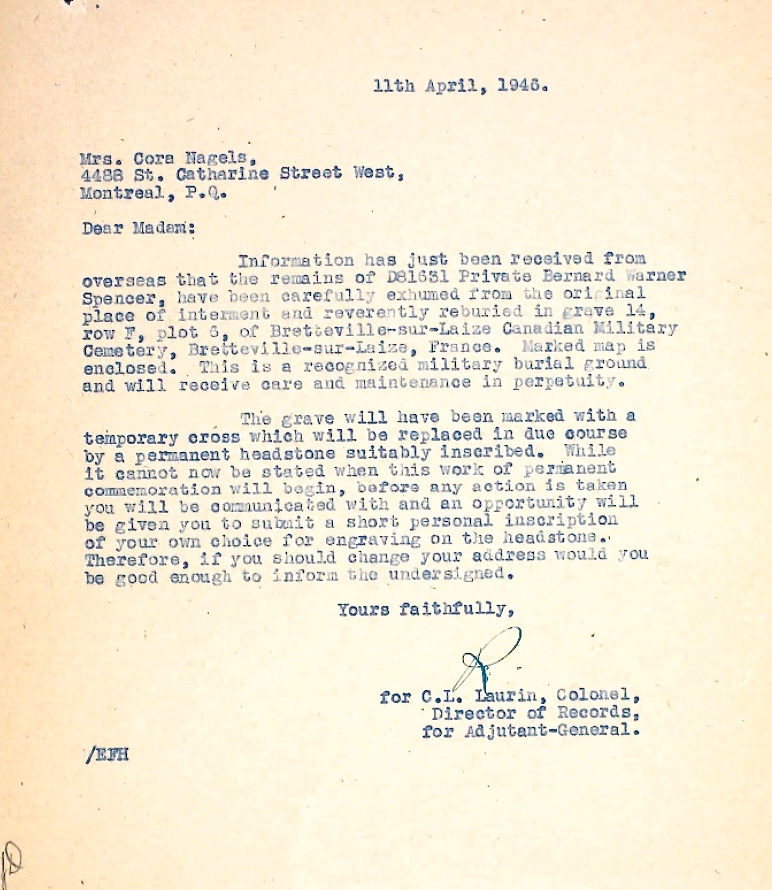 11th April, 1946.
Mrs. Cora Nagels,
4488 St. Catharine Street West,
Montreal, P.Q.
Dear Madam:
Information has just been received from
overseas that the remains of D81631 Private Bernard Warner
Spencer, have been carefully exhumed from the original
place of interment and reverently reburied in grave 14,
row F, plot 6, of Bretteville-sur-Laize Canadian Military
Cemetery, Bretteville-sur-Laize, France. Marked map is
enclosed. This is a recognized military burial ground
and will receive care and maintenance in perpetuity.
The grave will have been marked with a
temporary cross which will be replaced in due course
by a permanent headstone suitably inscribed. While
it cannot now be stated when this work of permanent
commemoration will begin, before any action is taken
you will be communicated with and an opportunity will
be given you to submit a short personal inscription
of your own choice for engraving on the headstone.
Therefore, if you should change your address would you
be good enough to inform the undersigned.
Yours faithfully,
R
for C.L. Laurin, Colonel,
Director of Records,
for Adjutant-General.
/EFH